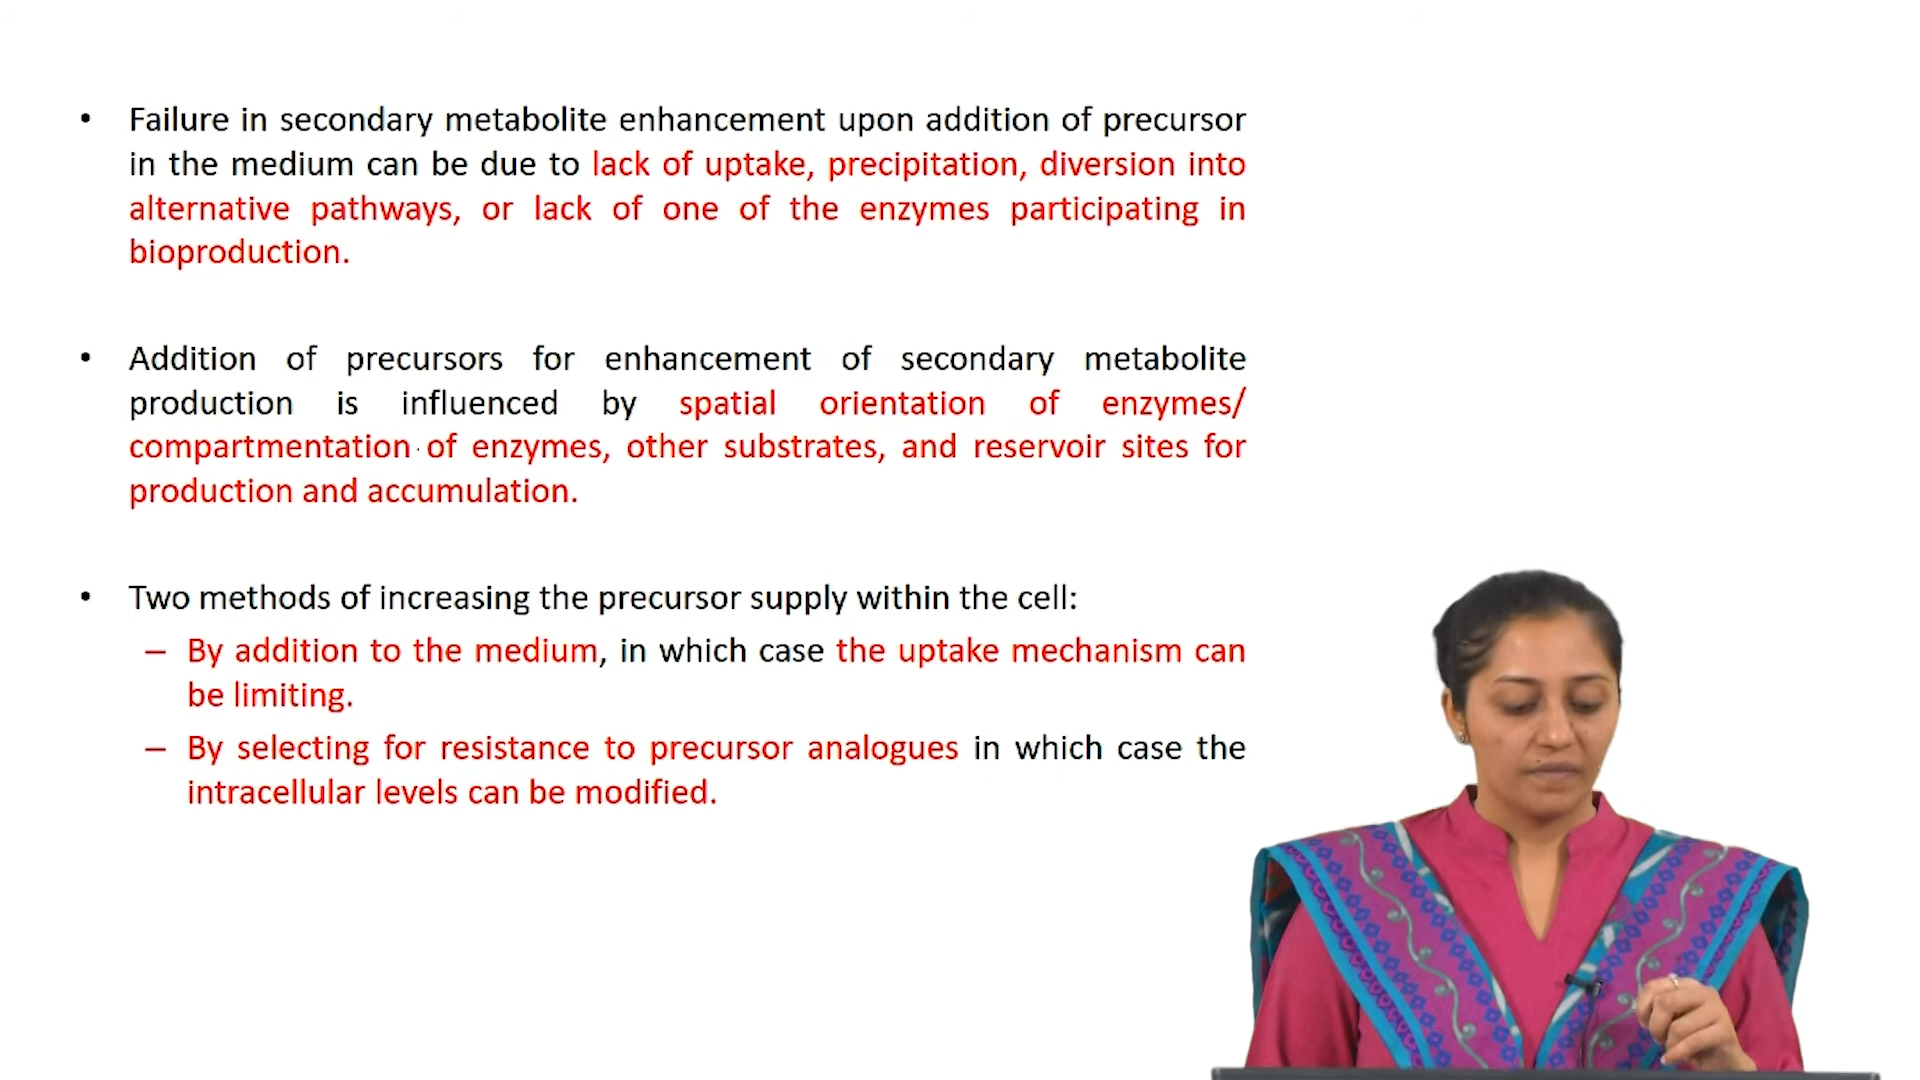 • Failure in secondary metabolite enhancement upon addition of precursor
in the medium can be due to lack of uptake, precipitation, diversion into
alternative pathways, or lack of one of the enzymes participating in
bioproduction.
• Addition of precursors for enhancement of secondary metabolite
production is influenced by spatial orientation of enzymes/
compartmentation of enzymes, other substrates, and reservoir sites for
production and accumulation.
• Two methods of increasing the precursor supply within the cell:
– By addition to the medium, in which case the uptake mechanism can
be limiting.
– By selecting for resistance to precursor analogues in which case the
intracellular levels can be modified.